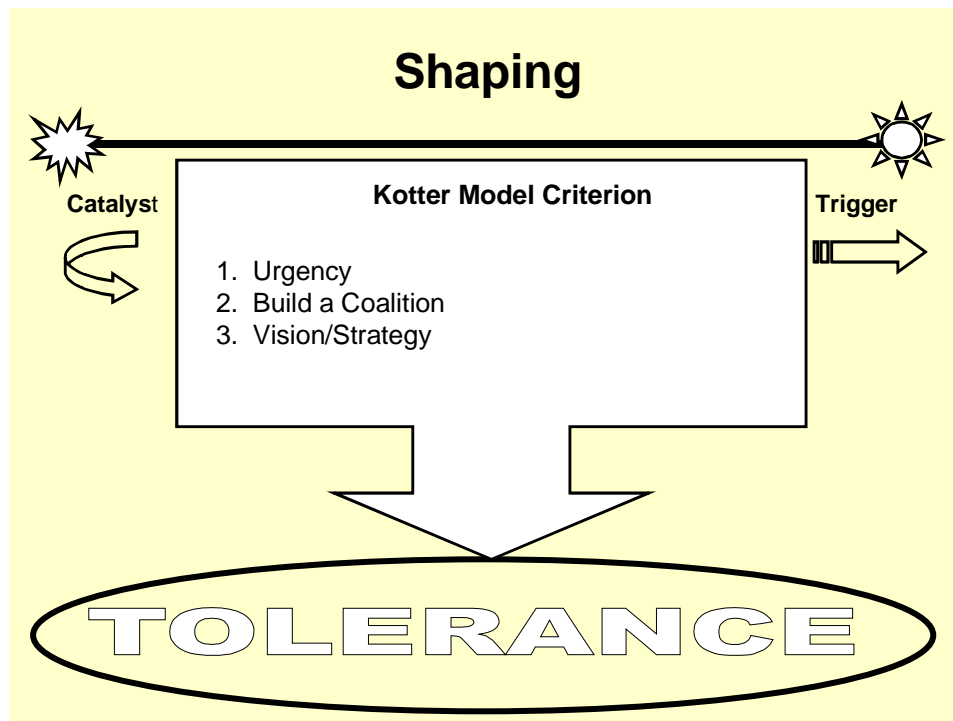 Shaping
Kotter Model Criterion
Catalyst
Trigger
1. Urgency
2. Build a Coalition
3. Vision/Strategy
TOLERANCE